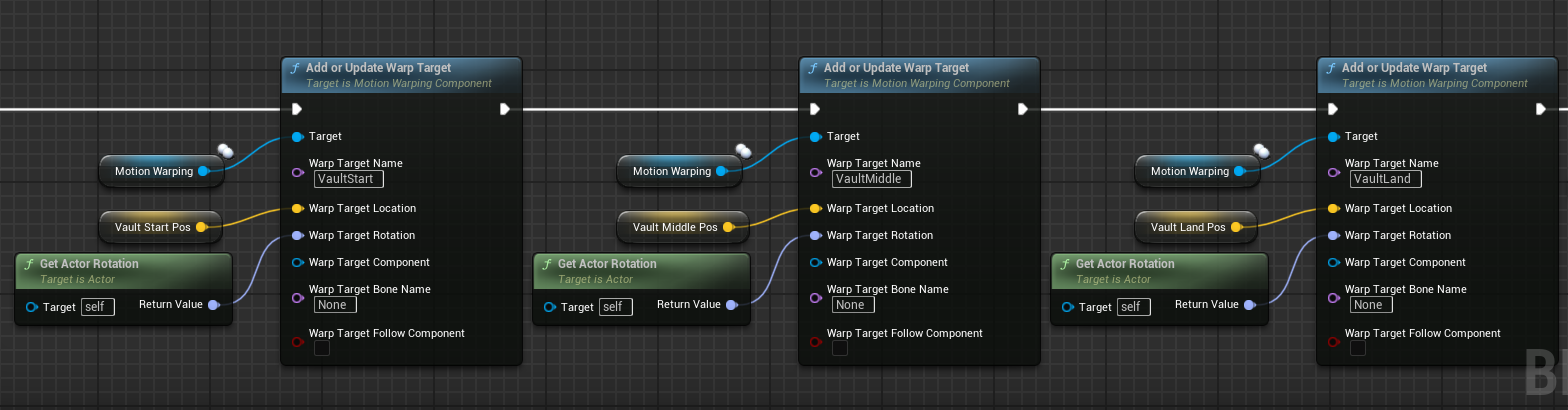 Add or Update Warp Target
Target is Motion Warping Component
Target
Motion Warping
Warp Target Name
VaultStart
Warp Target Location
Vault Start Pos
Warp Target Rotation
Get Actor Rotation
Target is Actor
Target self
Return Value
Warp Target Component
Warp Target Bone Name
None
Warp Target Follow Component
Add or Update Warp Target
Target is Motion Warping Component
Target
Motion Warping
Warp Target Name
VaultMiddle
Warp Target Location
Vault Middle Pos
Warp Target Rotation
Get Actor Rotation
Target is Actor
Target self
Return Value
Warp Target Component
Warp Target Bone Name
None
Warp Target Follow Component
Add or Update Warp Target
Target is Motion Warping Component
Target
Motion Warping
Warp Target Name
VaultLand
Warp Target Location
Vault Land Pos
Warp Target Rotation
Get Actor Rotation
Target is Actor
Target self
Return Value
Warp Target Component
Warp Target Bone Name
None
Warp Target Follow Component